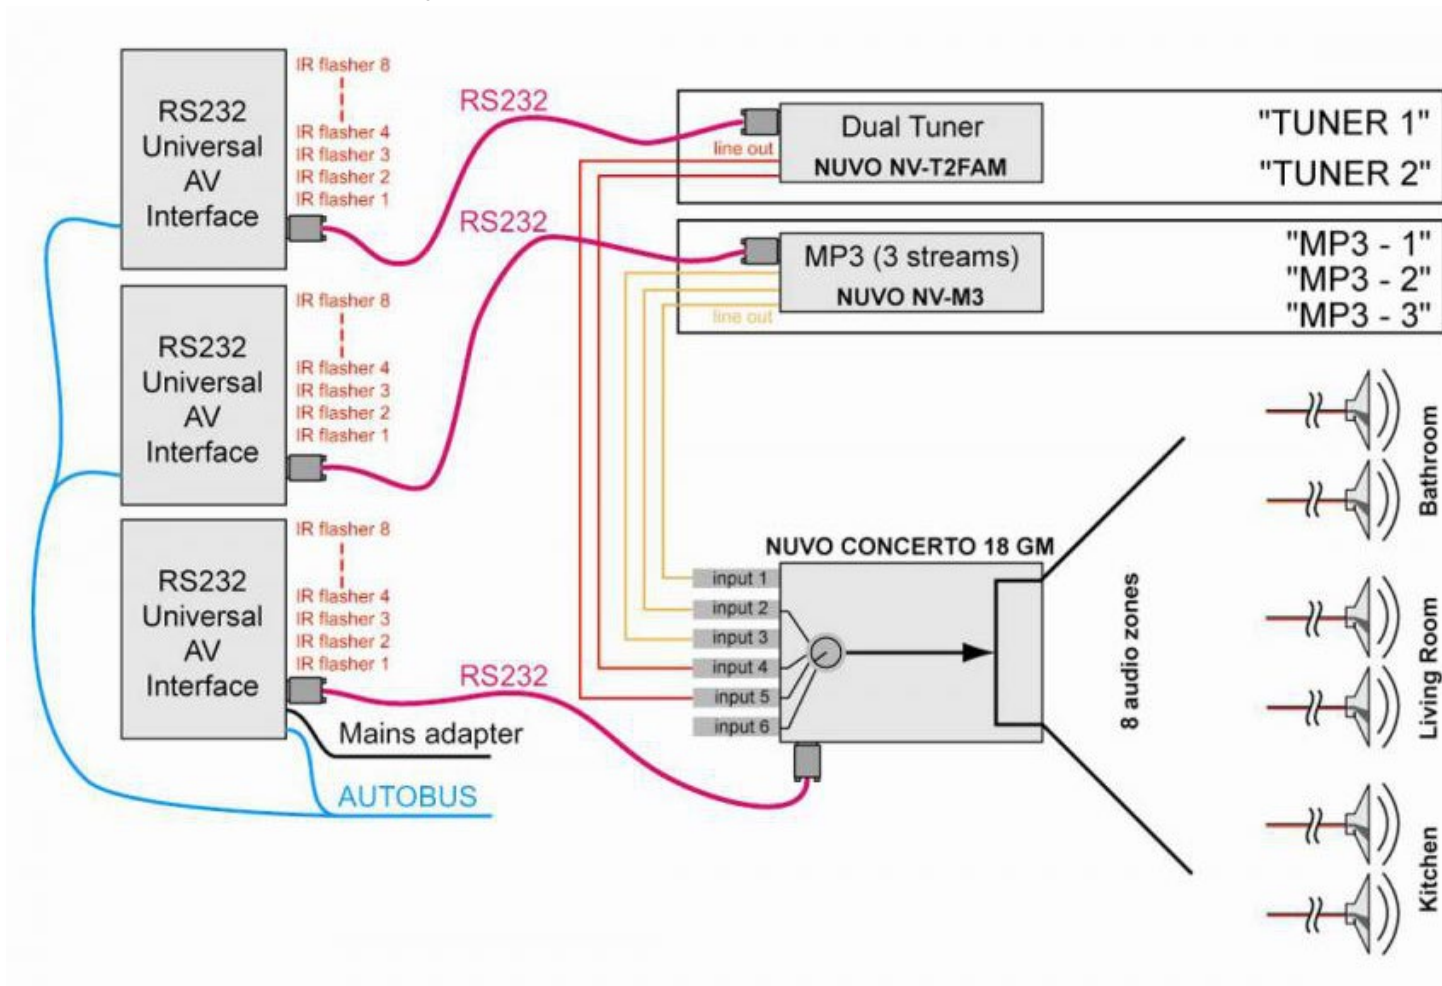 RS232
Universal
AV
Interface
IR flasher 8
IR flasher 4
IR flasher 3
IR flasher 2
IR flasher 1
RS232
line out
Dual Tuner
NUVO NV-T2FAM
"TUNER 1"
"TUNER 2"
RS232
Universal
AV
Interface
IR flasher 8
IR flasher 4
IR flasher 3
IR flasher 2
IR flasher 1
RS232
MP3 (3 streams)
NUVO NV-M3
line out
"MP3 - 1"
"MP3 - 2"
"MP3 - 3"
RS232
Universal
AV
Interface
IR flasher 8
IR flasher 4
IR flasher 3
IR flasher 2
IR flasher 1
RS232
Mains adapter
AUTOBUS
NUVO CONCERTO 18 GM
input 1
input 2
input 3
input 4
input 5
input 6
8 audio zones
Bathroom
Living Room
Kitchen